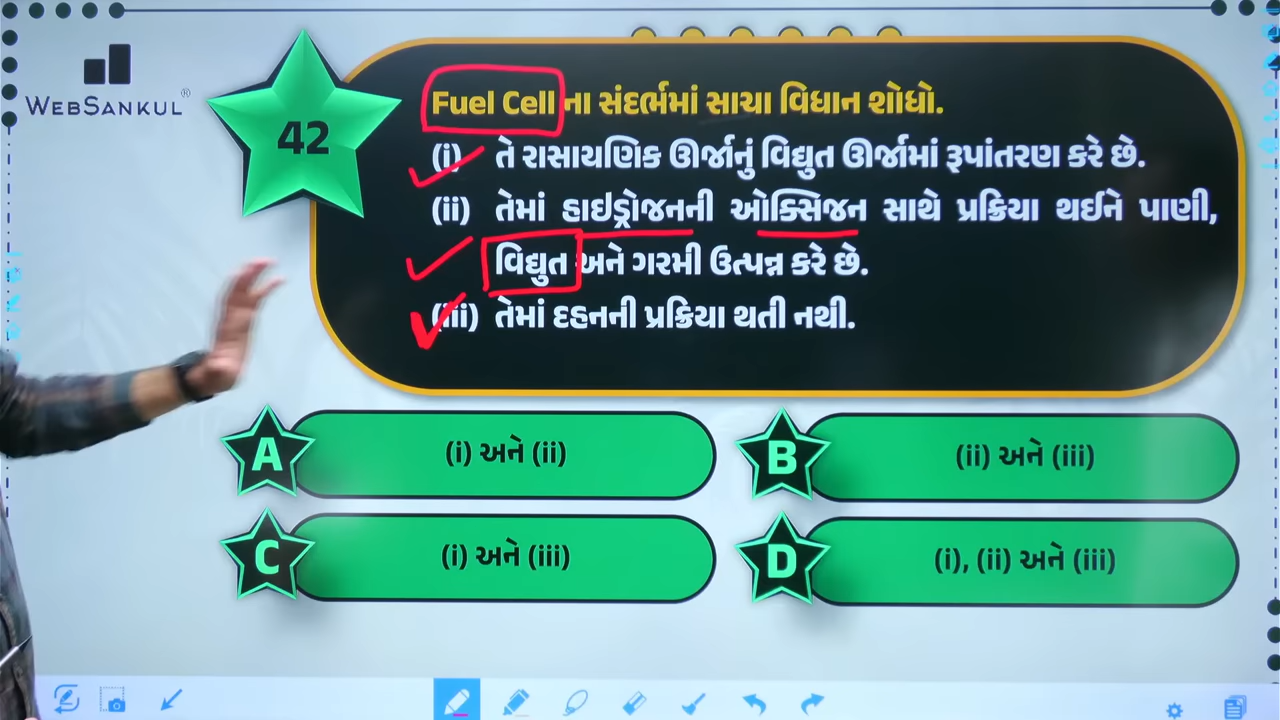 WEBSANKUL®
42
Fuel Cell ના સંદર્ભમાં સાચા વિધાન શોધો.
(i) તે રાસાયણિક ઊર્જાનું વિદ્યુત ઊર્જામાં રૂપાંતરણ કરે છે.
(ii) તેમાં હાઇડ્રોજનની ઓક્સિજન સાથે પ્રક્રિયા થઈને પાણી,
વિદ્યુત અને ગરમી ઉત્પન્ન કરે છે.
(iii) તેમાં દહનની પ્રક્રિયા થતી નથી.
A (i) અને (ii)
B (ii) અને (iii)
C (i) અને (iii)
D (i), (ii) અને (iii)